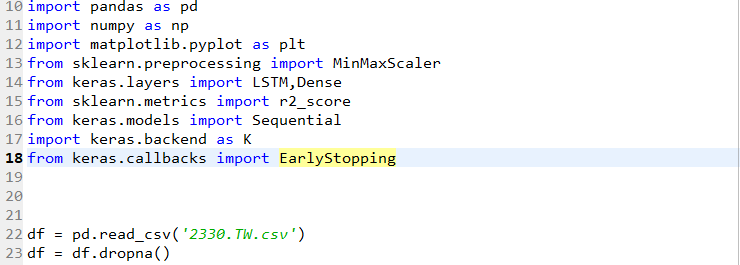 10 import pandas as pd
11 import numpy as np
12 import matplotlib.pyplot as plt
13 from sklearn.preprocessing import MinMaxScaler
14 from keras.layers import LSTM,Dense
15 from sklearn.metrics import r2_score
16 from keras.models import Sequential
17 import keras.backend as K
18 from keras.callbacks import EarlyStopping
19
20
21
22 df = pd.read_csv('2330.TW.csv')
23 df = df.dropna()